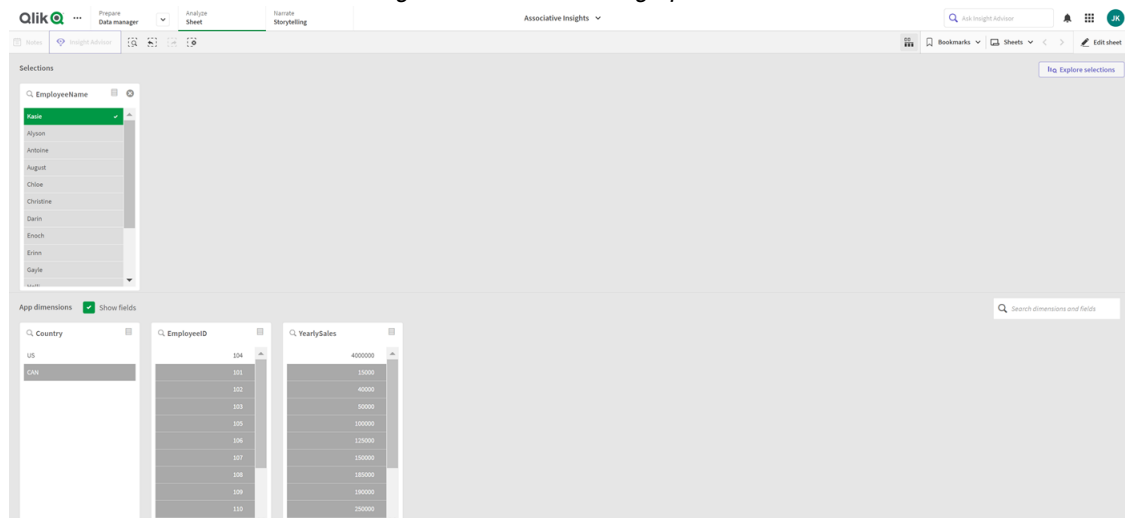 Qlik
Prepare
Data manager
Analyze
Sheet
Narrate
Storytelling
Associative Insights
Ask Insight Advisor
JK
Notes
Insight Advisor
Bookmarks
Sheets
Edit sheet
Selections
Explore selections
EmployeeName
Kasie
Alyson
Antoine
August
Chloe
Christine
Darin
Enoch
Erinn
Gayle
App dimensions
Show fields
Search dimensions and fields
Country
US
CAN
EmployeeID
104
101
102
103
105
106
107
108
109
110
YearlySales
4000000
15000
40000
50000
100000
125000
150000
185000
190000
250000